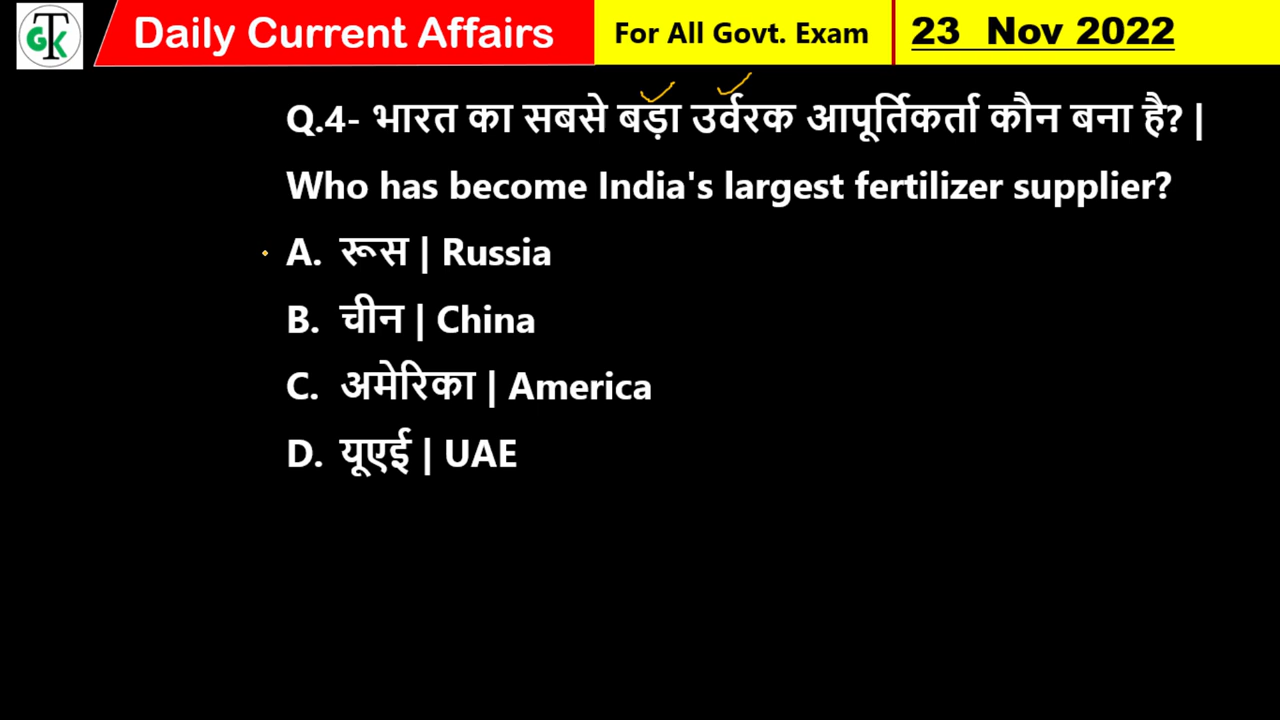 TGK Daily Current Affairs For All Govt. Exam 23 Nov 2022
Q.4- भारत का सबसे बड़ा उर्वरक आपूर्तिकर्ता कौन बना है? |
Who has become India's largest fertilizer supplier?
A. रूस | Russia
B. चीन | China
C. अमेरिका | America
D. यूएई | UAE